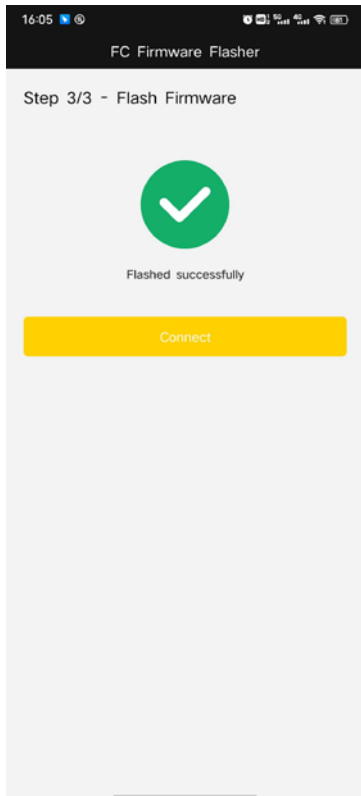 16:05
FC Firmware Flasher
Step 3/3 - Flash Firmware
Flashed successfully
Connect